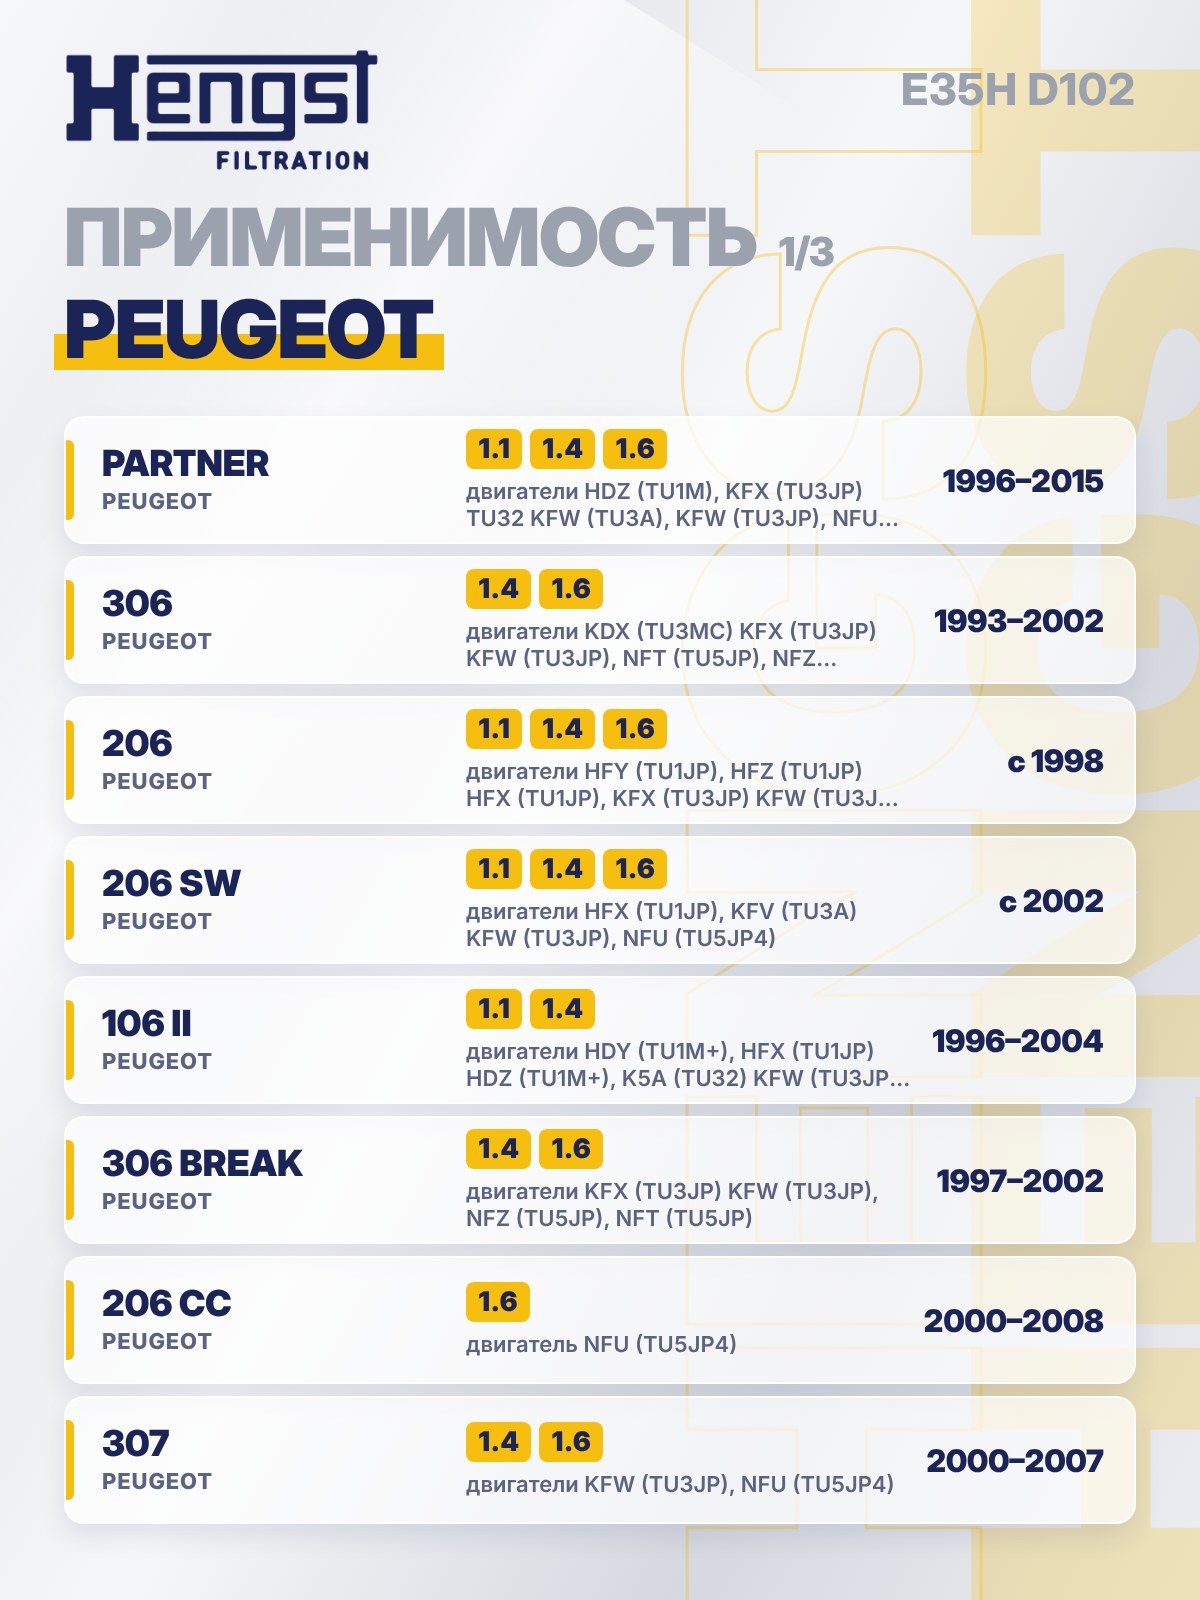 Hengst
FILTRATION
E35H D102
ПРИМЕНИМОСТЬ 1/3
PEUGEOT
PARTNER
PEUGEOT
1.1 1.4 1.6
двигатели HDZ (TU1M), KFX (TU3JP)
TU32 KFW (TU3A), KFW (TU3JP), NFU...
1996–2015
306
PEUGEOT
1.4 1.6
двигатели KDX (TU3MC) KFX (TU3JP)
KFW (TU3JP), NFT (TU5JP), NFZ...
1993–2002
206
PEUGEOT
1.1 1.4 1.6
двигатели HFY (TU1JP), HFZ (TU1JP)
HFX (TU1JP), KFX (TU3JP) KFW (TU3J...
с 1998
206 SW
PEUGEOT
1.1 1.4 1.6
двигатели HFX (TU1JP), KFV (TU3A)
KFW (TU3JP), NFU (TU5JP4)
с 2002
106 II
PEUGEOT
1.1 1.4
двигатели HDY (TU1M+), HFX (TU1JP)
HDZ (TU1M+), K5A (TU32) KFW (TU3JP...
1996–2004
306 BREAK
PEUGEOT
1.4 1.6
двигатели KFX (TU3JP) KFW (TU3JP),
NFZ (TU5JP), NFT (TU5JP)
1997–2002
206 CC
PEUGEOT
1.6
двигатель NFU (TU5JP4)
2000–2008
307
PEUGEOT
1.4 1.6
двигатели KFW (TU3JP), NFU (TU5JP4)
2000–2007
HENGST